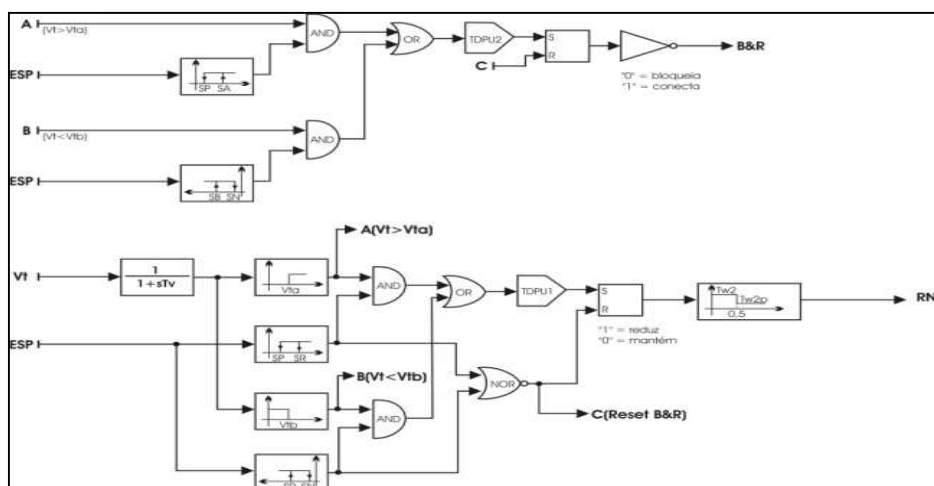 A
(Vt>Vta)
AND
OR
TDPU2
S
R
C
B&R
"0" = bloqueia
"1" = conecta
ESP
SP SA
B
(Vt<Vtb)
AND
ESP
SB SN
A(Vt>Vta)
Vt
1
1+sTv
Vta
AND
OR
TDPU1
S
R
Tw2
Tw2p
0,5
RN
"1" = reduz
"0" = mantém
ESP
SP SR
B(Vt<Vtb)
NOR
Vtb
AND
C(Reset B&R)